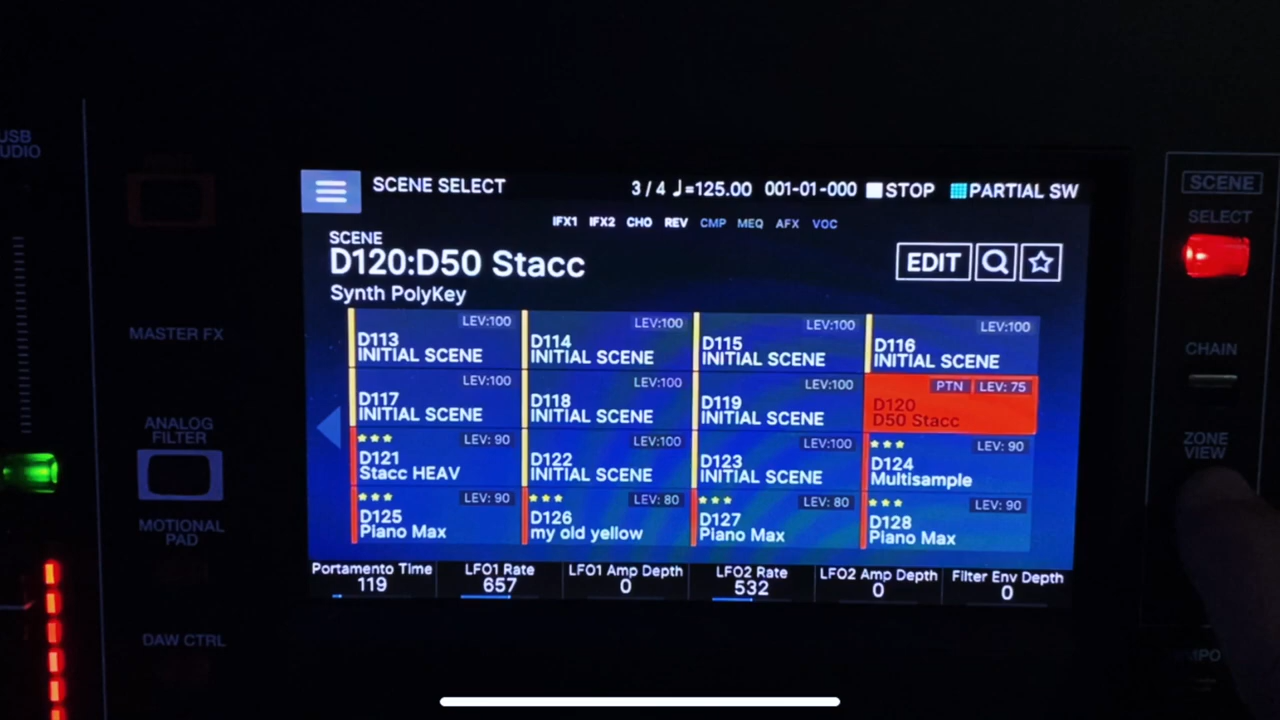 SCENE SELECT
3 / 4 ♩=125.00 001-01-000 STOP PARTIAL SW
IFX1 IFX2 CHO REV CMP MEQ AFX VOC
SCENE
D120:D50 Stacc
EDIT
Synth PolyKey
LEV:100
D113
INITIAL SCENE
LEV:100
D114
INITIAL SCENE
LEV:100
D115
INITIAL SCENE
LEV:100
D116
INITIAL SCENE
LEV:100
D117
INITIAL SCENE
LEV:100
D118
INITIAL SCENE
LEV:100
D119
INITIAL SCENE
PTN LEV: 75
D120
D50 Stacc
LEV: 90
D121
Stacc HEAV
LEV:100
D122
INITIAL SCENE
LEV:100
D123
INITIAL SCENE
LEV: 90
D124
Multisample
LEV: 90
D125
Piano Max
LEV: 80
D126
my old yellow
LEV: 80
D127
Piano Max
LEV: 90
D128
Piano Max
Portamento Time
119
LFO1 Rate
657
LFO1 Amp Depth
0
LFO2 Rate
532
LFO2 Amp Depth
0
Filter Env Depth
0
USB
MASTER FX
ANALOG
FILTER
MOTIONAL
PAD
DAW CTRL
SCENE
SELECT
CHAIN
ZONE
VIEW